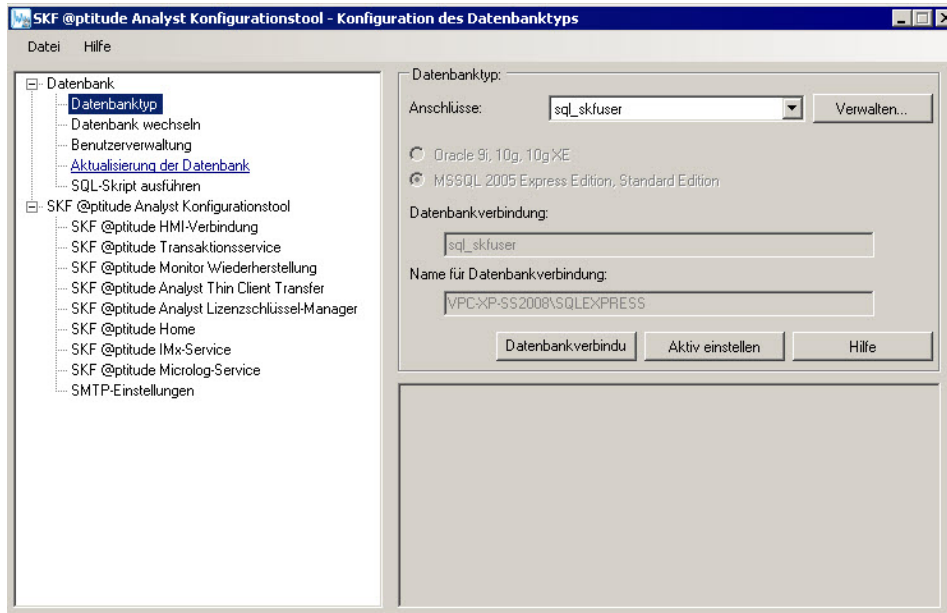 SKF @ptitude Analyst Konfigurationstool - Konfiguration des Datenbanktyps
Datei Hilfe
Datenbank
Datenbanktyp
Datenbank wechseln
Benutzerverwaltung
Aktualisierung der Datenbank
SQL-Skript ausführen
SKF @ptitude Analyst Konfigurationstool
SKF @ptitude HMI-Verbindung
SKF @ptitude Transaktionsservice
SKF @ptitude Monitor Wiederherstellung
SKF @ptitude Analyst Thin Client Transfer
SKF @ptitude Analyst Lizenzschlüssel-Manager
SKF @ptitude Home
SKF @ptitude IMx-Service
SKF @ptitude Microlog-Service
SMTP-Einstellungen
Datenbanktyp:
Anschlüsse: sql_skfuser Verwalten...
Oracle 9i, 10g, 10g XE
MSSQL 2005 Express Edition, Standard Edition
Datenbankverbindung:
sql_skfuser
Name für Datenbankverbindung:
VPC-XP-SS2008\SQLEXPRESS
Datenbankverbindu Aktiv einstellen Hilfe